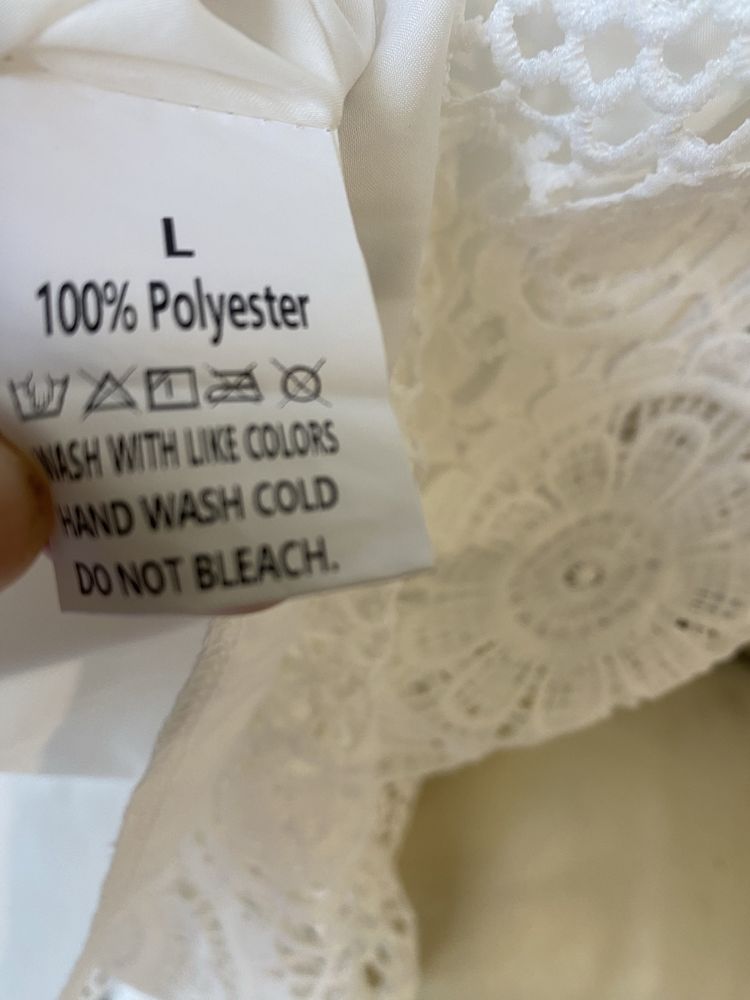 L
100% Polyester
WASH WITH LIKE COLORS
HAND WASH COLD
DO NOT BLEACH.